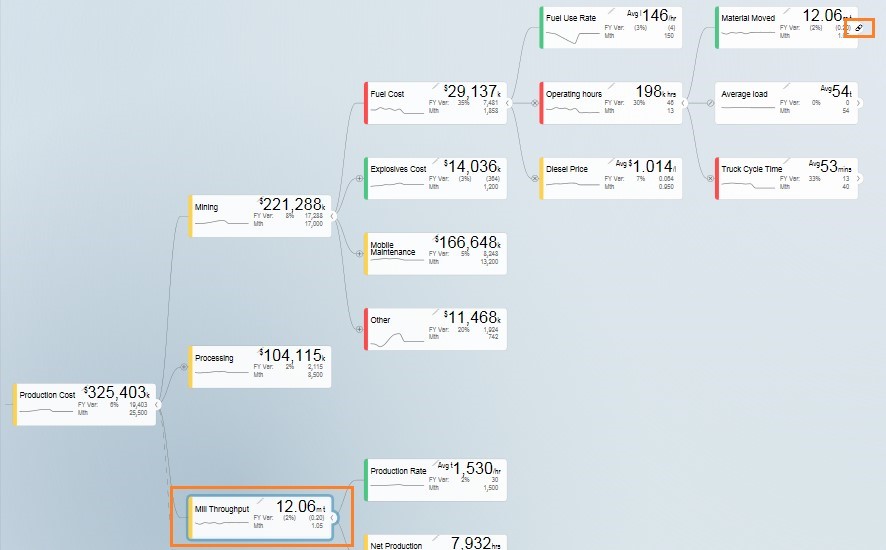 Fuel Use Rate Avg l 146/hr
FY Var: (3%) (4)
Mth 150
Material Moved 12.06mt
FY Var: (2%) (0.20)
Mth
Fuel Cost $29,137k
FY Var: 35% 7,481
Mth 1,858
Operating hours 198k hrs
FY Var: 30% 46
Mth 13
Average load Avg 54t
FY Var: 0% 0
Mth 54
Explosives Cost $14,036k
FY Var: (3%) (364)
Mth 1,200
Diesel Price Avg $1.014/l
FY Var: 7% 0.064
Mth 0.950
Truck Cycle Time Avg 53mins
FY Var: 33% 13
Mth 40
Mining $221,288k
FY Var: 8% 17,288
Mth 17,000
Mobile
Maintenance $166,648k
FY Var: 5% 8,248
Mth 13,200
Other $11,468k
FY Var: 20% 1,924
Mth 742
Processing $104,115k
FY Var: 2% 2,115
Mth 8,500
Production Cost $325,403k
FY Var: 6% 19,403
Mth 25,500
Production Rate Avg t 1,530/hr
FY Var: 2% 30
Mth 1,500
Mill Throughput 12.06mt
FY Var: (2%) (0.20)
Mth 1.05
Net Production 7,932hrs